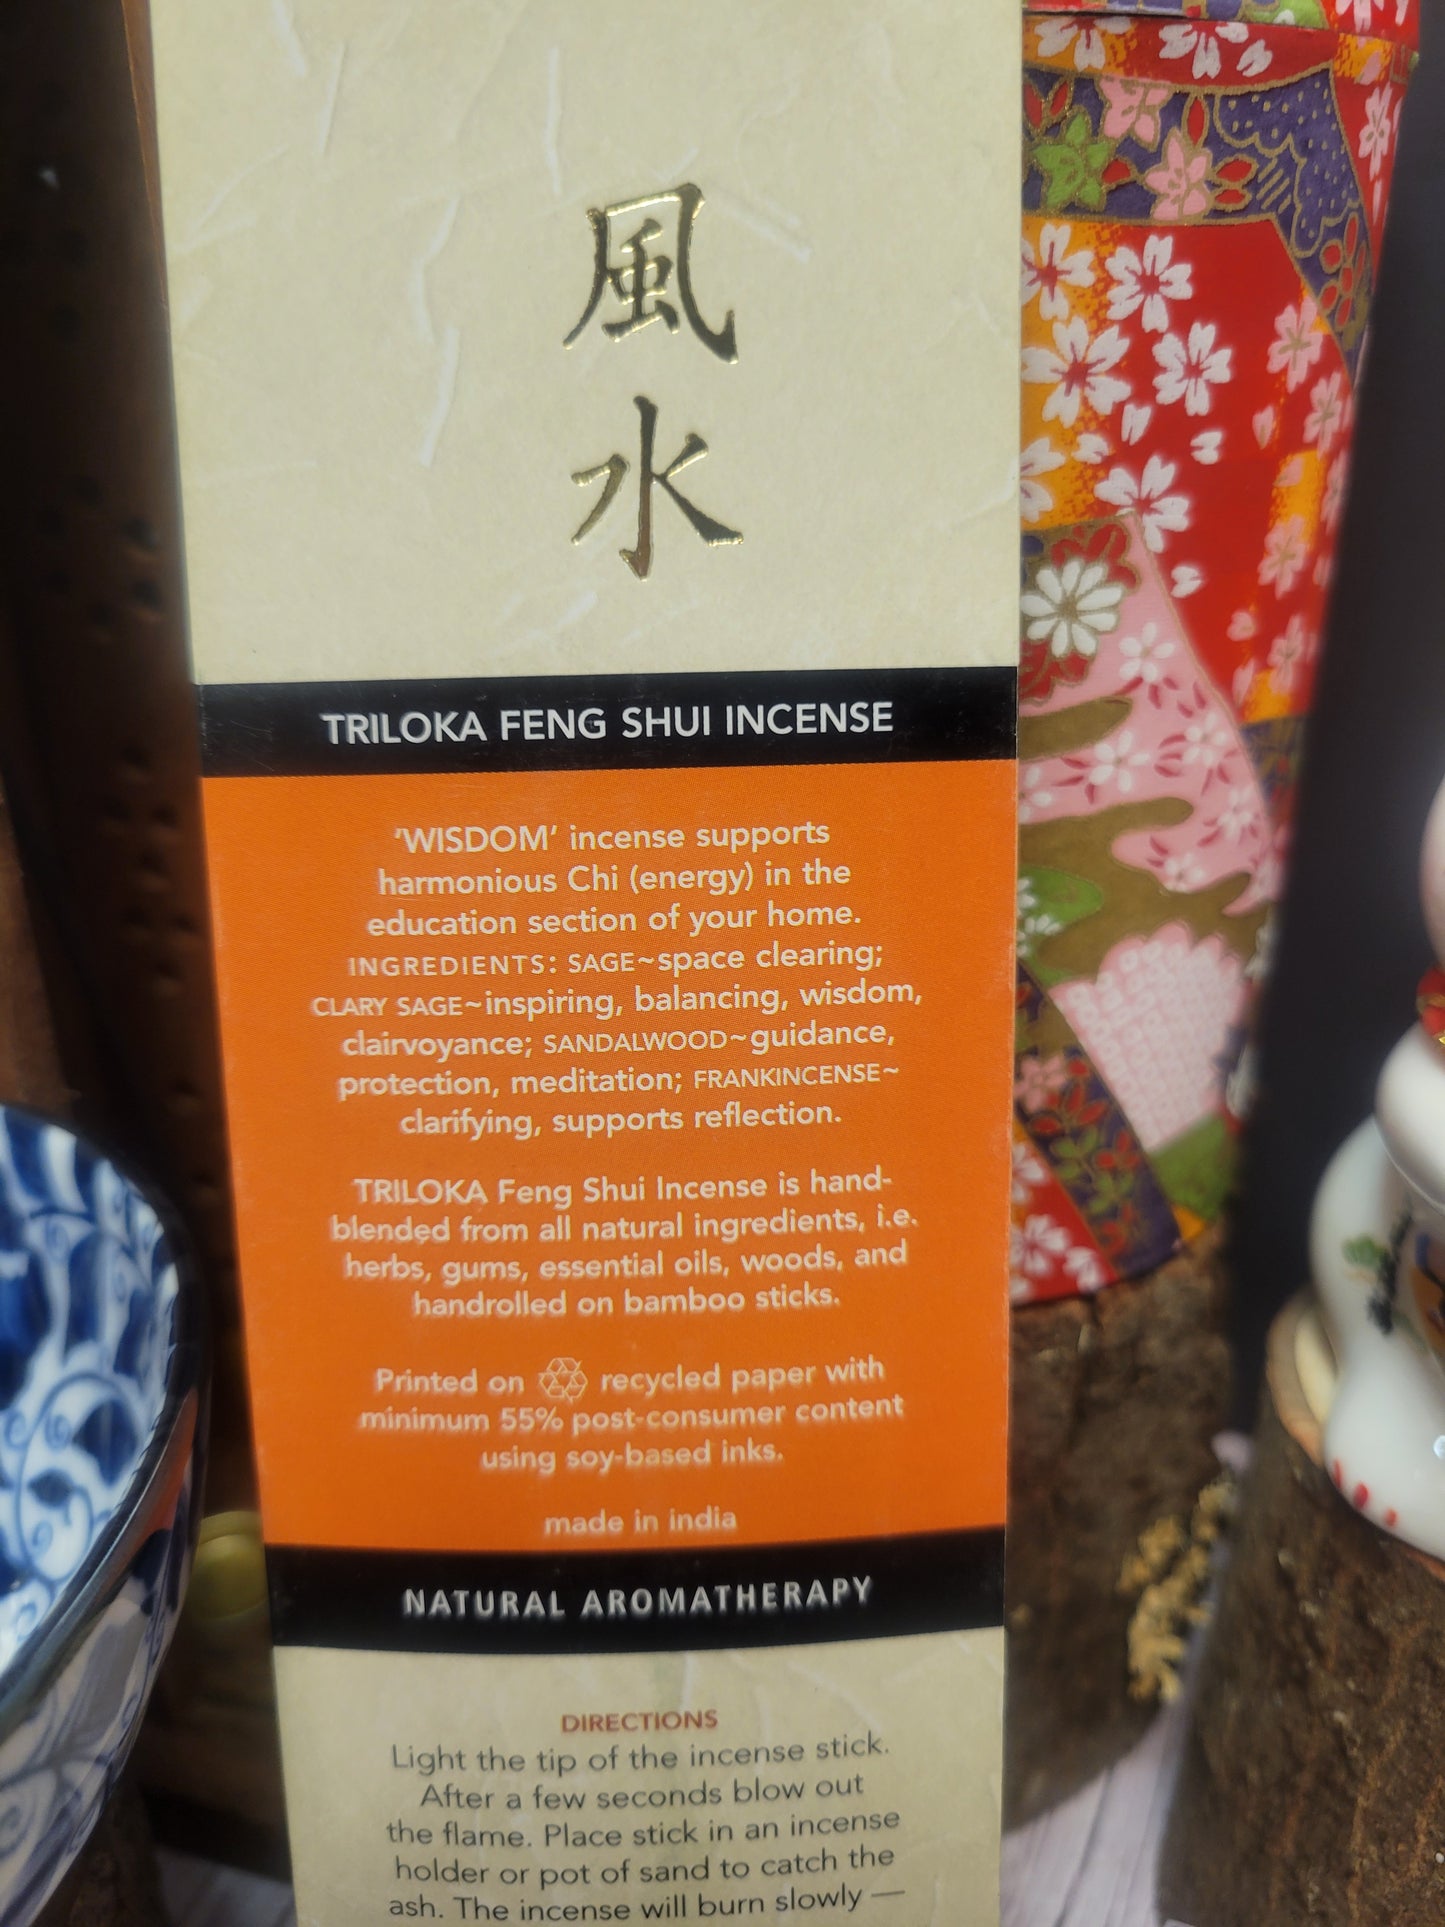 風
水
TRILOKA FENG SHUI INCENSE
'WISDOM' incense supports
harmonious Chi (energy) in the
education section of your home.
INGREDIENTS: SAGE~space clearing;
CLARY SAGE~inspiring, balancing, wisdom,
clairvoyance; SANDALWOOD~guidance,
protection, meditation; FRANKINCENSE~
clarifying, supports reflection.
TRILOKA Feng Shui Incense is hand-
blended from all natural ingredients, i.e.
herbs, gums, essential oils, woods, and
handrolled on bamboo sticks.
Printed on recycled paper with
minimum 55% post-consumer content
using soy-based inks.
made in india
NATURAL AROMATHERAPY
DIRECTIONS
Light the tip of the incense stick.
After a few seconds blow out
the flame. Place stick in an incense
holder or pot of sand to catch the
ash. The incense will burn slowly —